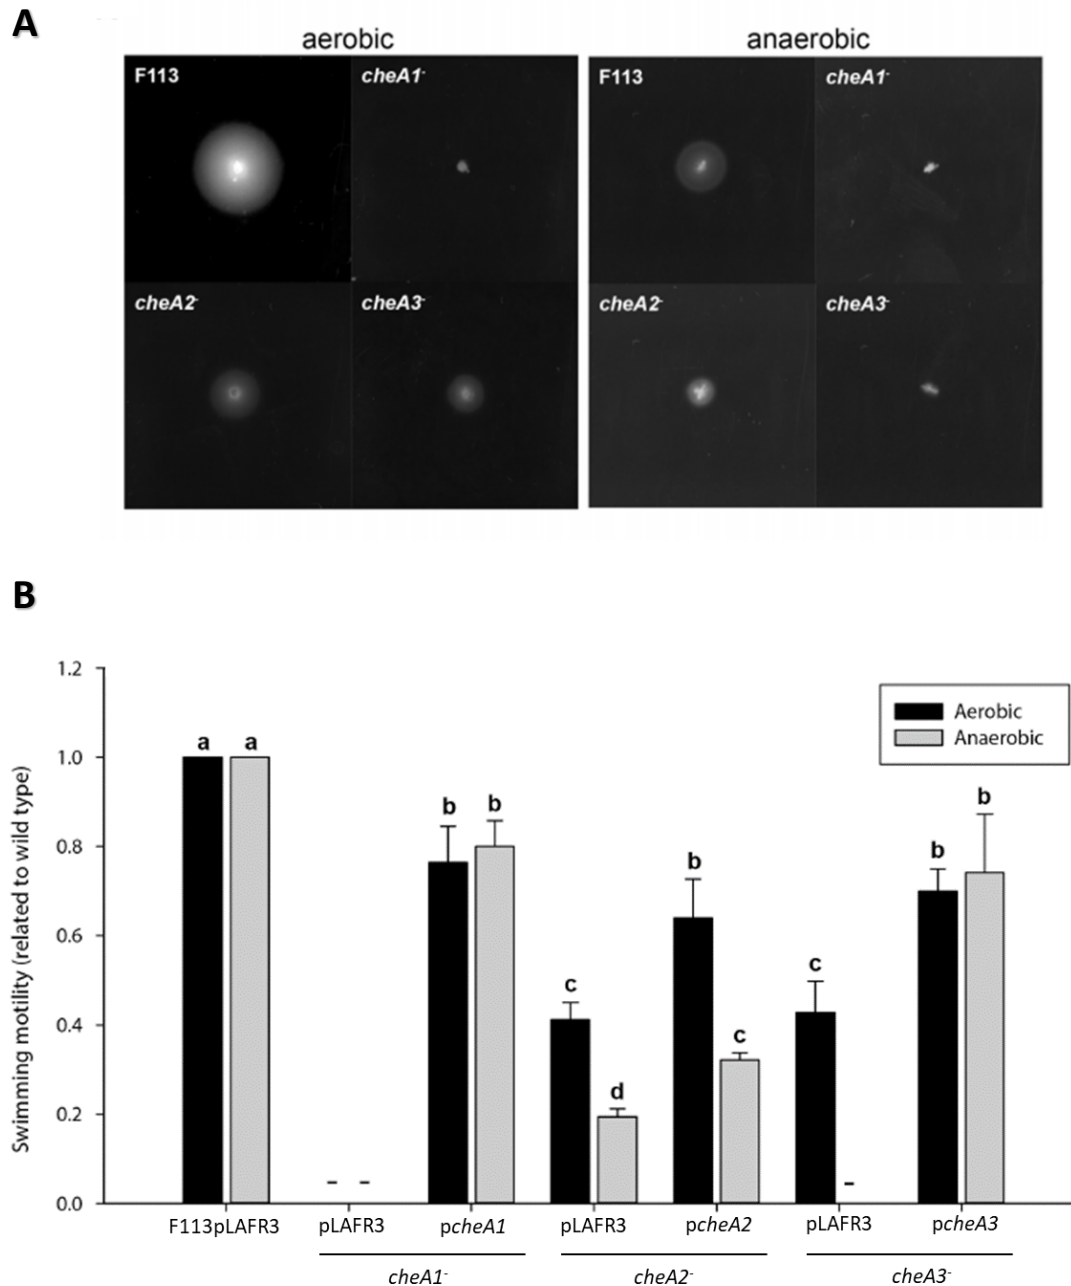 A
aerobic
anaerobic
F113
cheA1-
F113
cheA1-
cheA2-
cheA3-
cheA2-
cheA3-
B
Swimming motility (related to wild type)
1.2
1.0
0.8
0.6
0.4
0.2
0.0
Aerobic
Anaerobic
a a
- -
b b
c d
b c
c -
b b
F113pLAFR3 pLAFR3 pcheA1 pLAFR3 pcheA2 pLAFR3 pcheA3
cheA1- cheA2- cheA3-